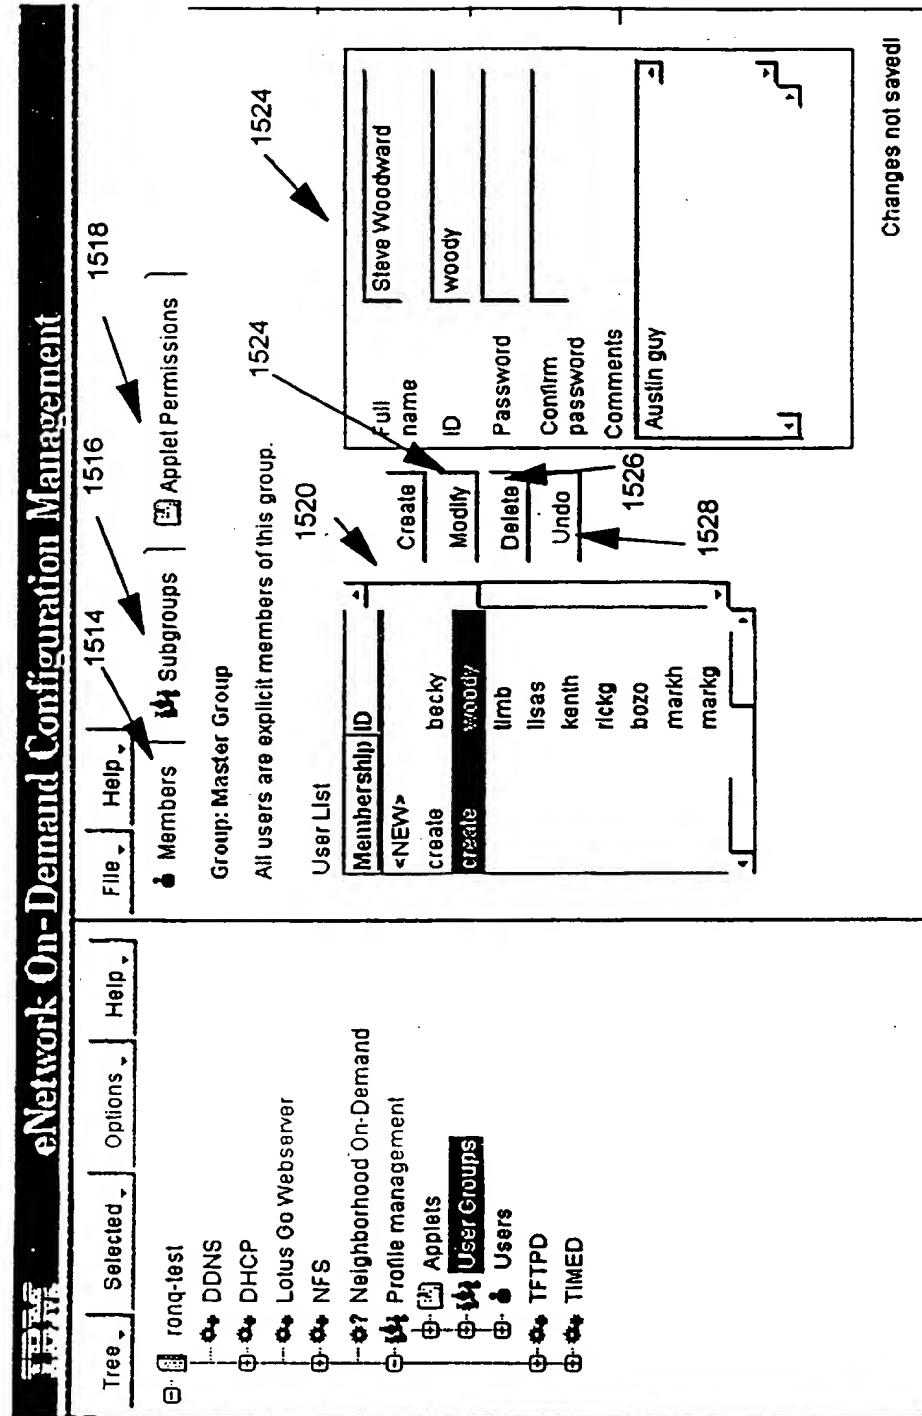 IBM
eNetwork On-Demand Configuration Management
Tree Selected Options Help
ronq-test
DDNS
DHCP
Lotus Go Webserver
NFS
Neighborhood On-Demand
Profile management
Applets
User Groups
Users
TFTPD
TIMED
File Help
1514
1516
1518
Members Subgroups Applet Permissions
Group: Master Group
All users are explicit members of this group.
User List
1520
1524
1524
Membership ID
<NEW>
create becky
create woody
timb
lisas
kenth
rickg
bozo
markh
markg
Create
Modify
Delete
Undo
1526
1528
Full name Steve Woodward
ID woody
Password
Confirm password
Comments
Austin guy
Changes not saved!